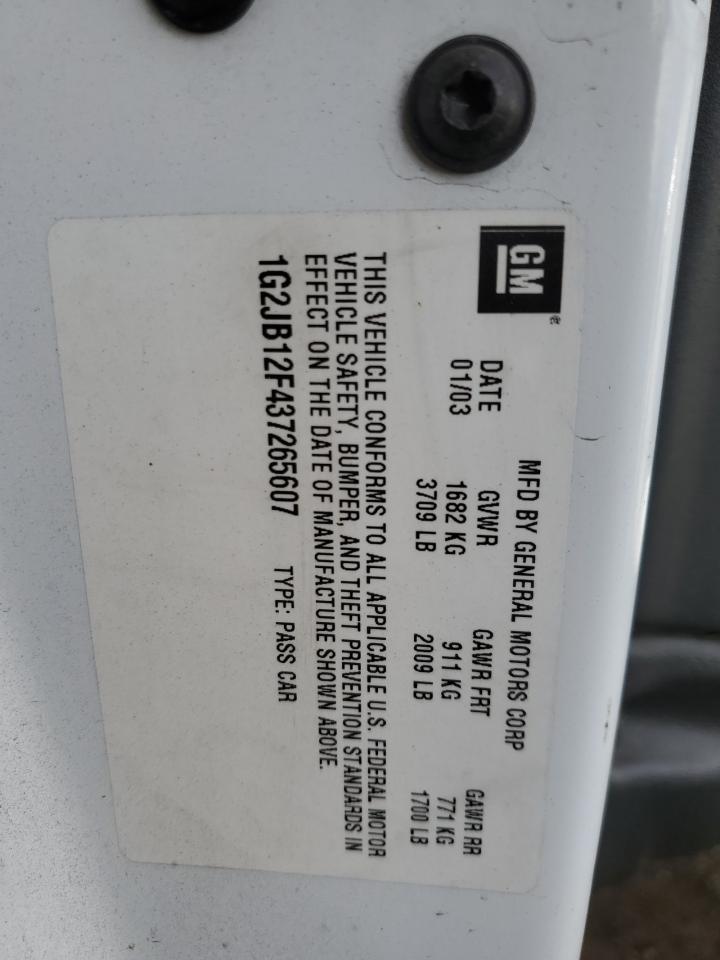 GM®
MFD BY GENERAL MOTORS CORP
DATE GVWR GAWR FRT GAWR RR
01/03 1682 KG 911 KG 771 KG
3709 LB 2009 LB 1700 LB
THIS VEHICLE CONFORMS TO ALL APPLICABLE U.S. FEDERAL MOTOR
VEHICLE SAFETY, BUMPER, AND THEFT PREVENTION STANDARDS IN
EFFECT ON THE DATE OF MANUFACTURE SHOWN ABOVE.
1G2JB12F437265607 TYPE: PASS CAR